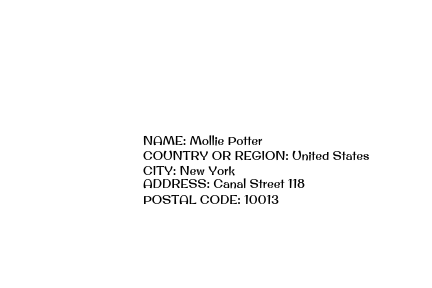 NAME: Mollie Potter
COUNTRY OR REGION: United States
CITY: New York
ADDRESS: Canal Street 118
POSTAL CODE: 10013